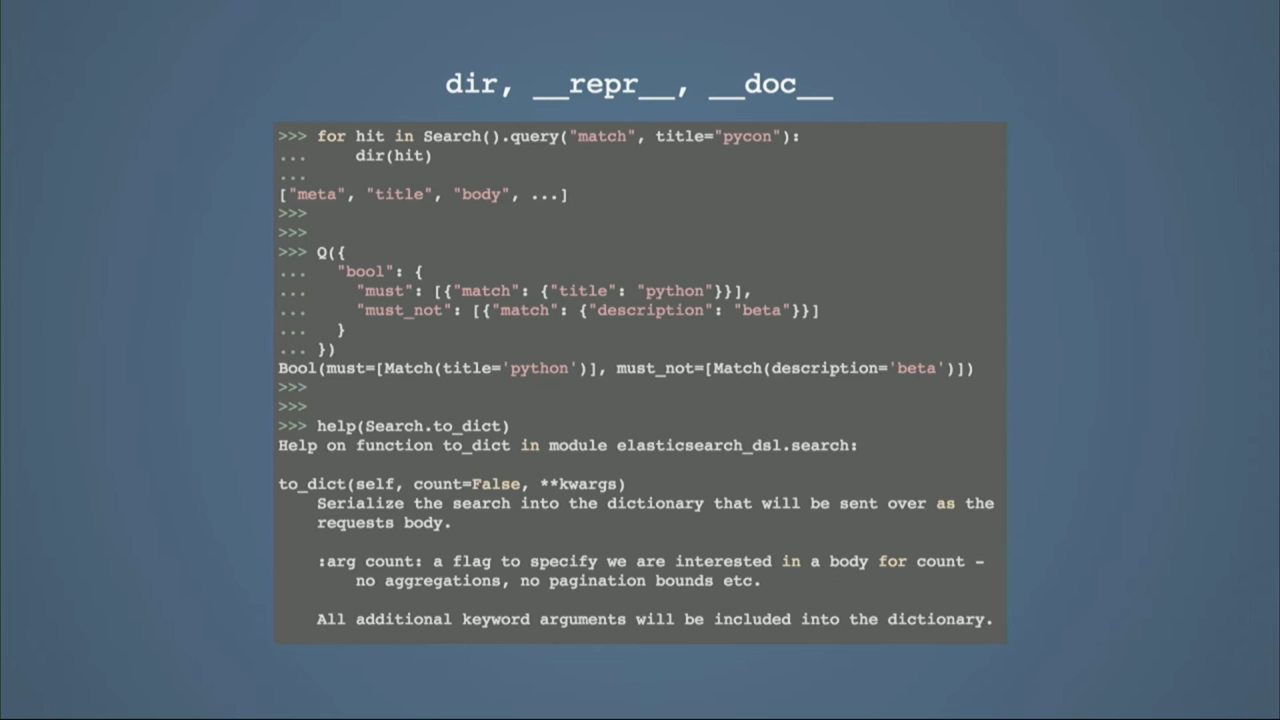 dir, __repr__, __doc__
>>> for hit in Search().query("match", title="pycon"):
...     dir(hit)
...
["meta", "title", "body", ...]
>>>
>>>
>>> Q({
...   "bool": {
...     "must": [{"match": {"title": "python"}}],
...     "must_not": [{"match": {"description": "beta"}}]
...   }
... })
Bool(must=[Match(title='python')], must_not=[Match(description='beta')])
>>>
>>>
>>> help(Search.to_dict)
Help on function to_dict in module elasticsearch_dsl.search:
to_dict(self, count=False, **kwargs)
    Serialize the search into the dictionary that will be sent over as the
    requests body.
    :arg count: a flag to specify we are interested in a body for count -
        no aggregations, no pagination bounds etc.
    All additional keyword arguments will be included into the dictionary.